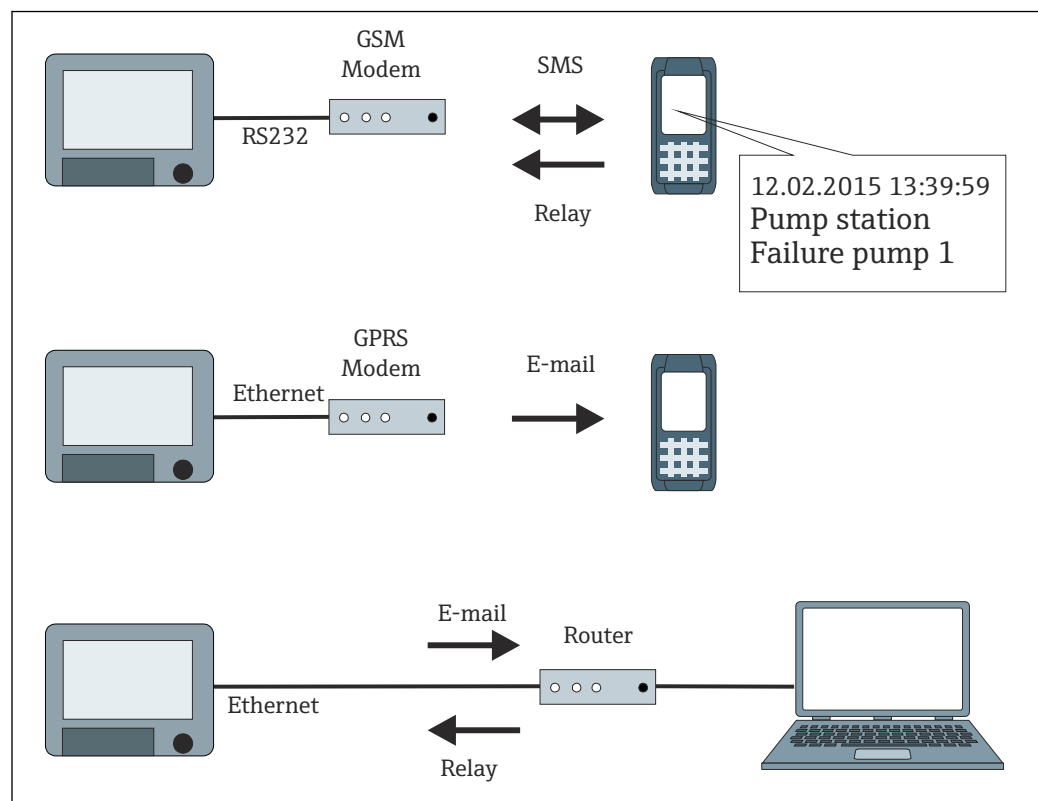 GSM
Modem
SMS
RS232
Relay
12.02.2015 13:39:59
Pump station
Failure pump 1
GPRS
Modem
E-mail
Ethernet
E-mail
Router
Ethernet
Relay